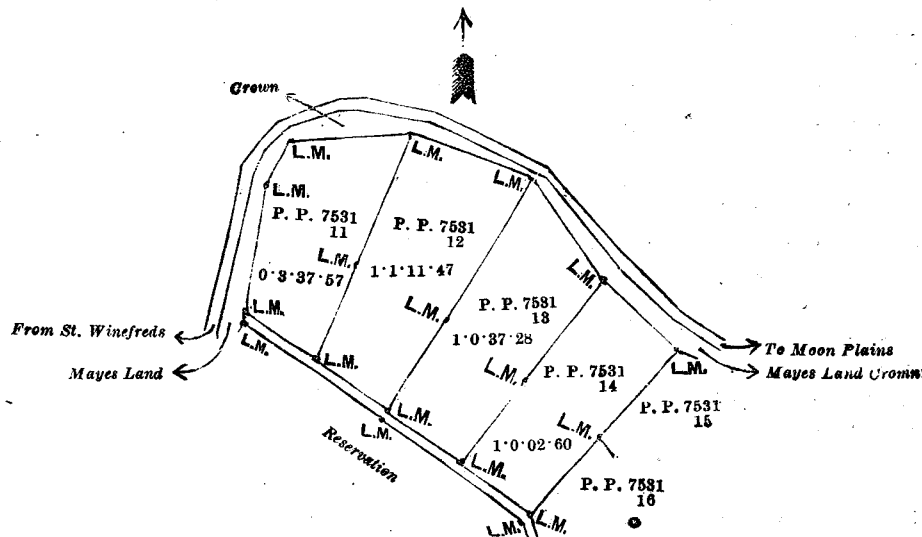 Crown
L.M.
L.M.
L.M.
L.M.
P. P. 7531
11
P. P. 7531
12
L.M.
0·3·37·57
1·1·11·47
L.M.
P. P. 7531
13
L.M.
L.M.
From St. Winefreds
L.M.
1·0·37·28
To Moon Plains
L.M.
Mayes Land
L.M.
L.M.
P. P. 7531
14
Mayes Land Crown
P. P. 7531
15
L.M.
L.M.
L.M.
Reservation
1·0·02·60
L.M.
P. P. 7531
16
L.M.
L.M.